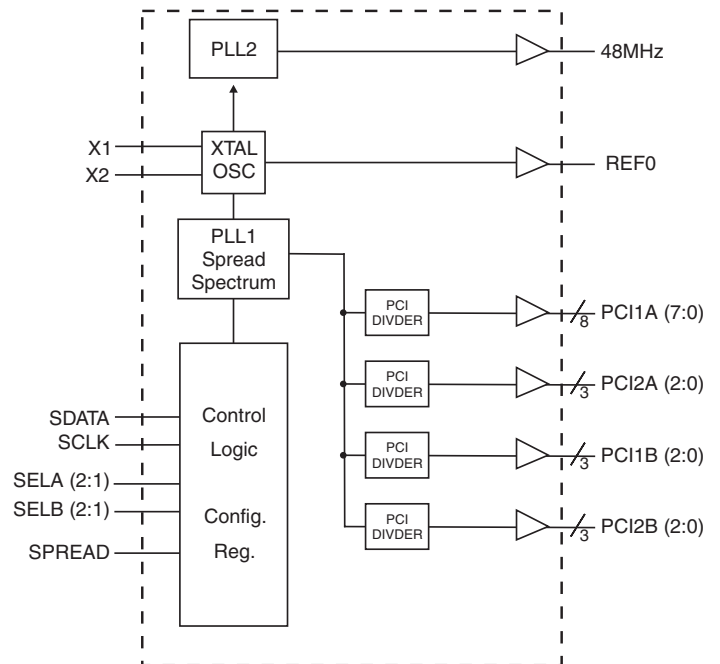 PLL2
48MHz
X1
X2
XTAL
OSC
REF0
PLL1
Spread
Spectrum
PCI
DIVDER
8
PCI1A (7:0)
PCI
DIVDER
3
PCI2A (2:0)
PCI
DIVDER
3
PCI1B (2:0)
PCI
DIVDER
3
PCI2B (2:0)
SDATA
SCLK
SELA (2:1)
SELB (2:1)
SPREAD
Control
Logic
Config.
Reg.